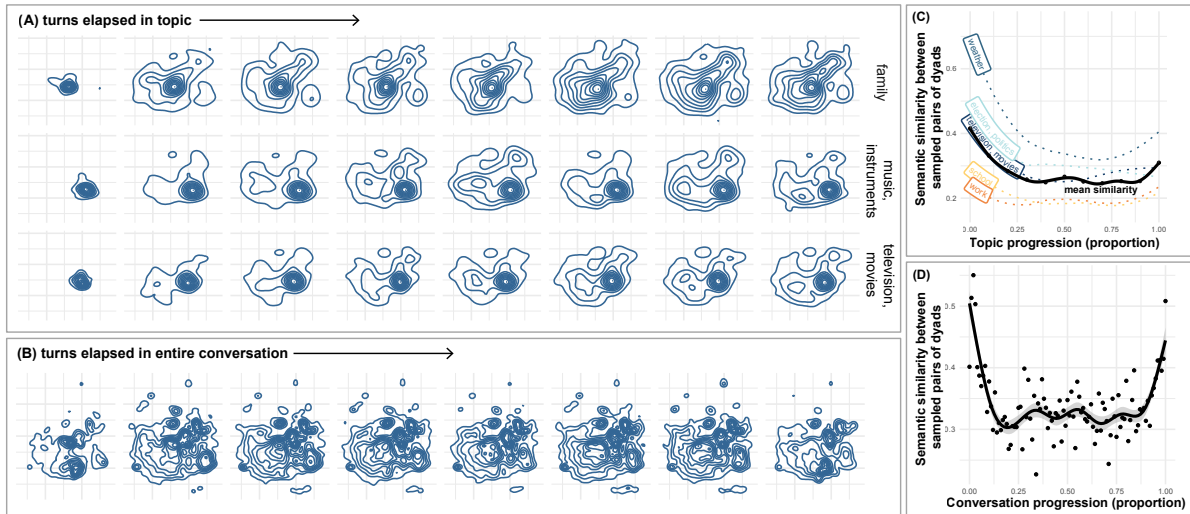 (A) turns elapsed in topic
family
music,
instruments
television,
movies
(B) turns elapsed in entire conversation
(C)
Semantic similarity between
sampled pairs of dyads
0.6
0.4
0.2
weather
television movies
school
work
mean similarity
0.00
0.25
0.50
0.75
1.00
Topic progression (proportion)
(D)
Semantic similarity between
sampled pairs of dyads
0.5
0.4
0.3
0.00
0.25
0.50
0.75
1.00
Conversation progression (proportion)